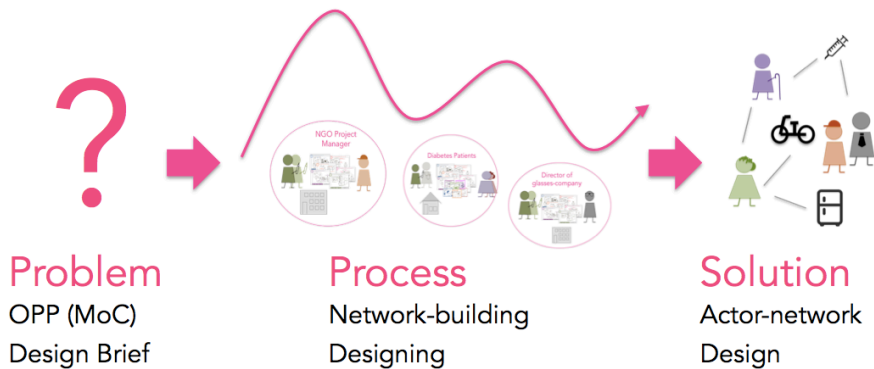 ?
NGO Project
Manager
Diabetes Patients
Director of
glasses-company
Problem
OPP (MoC)
Design Brief
Process
Network-building
Designing
Solution
Actor-network
Design